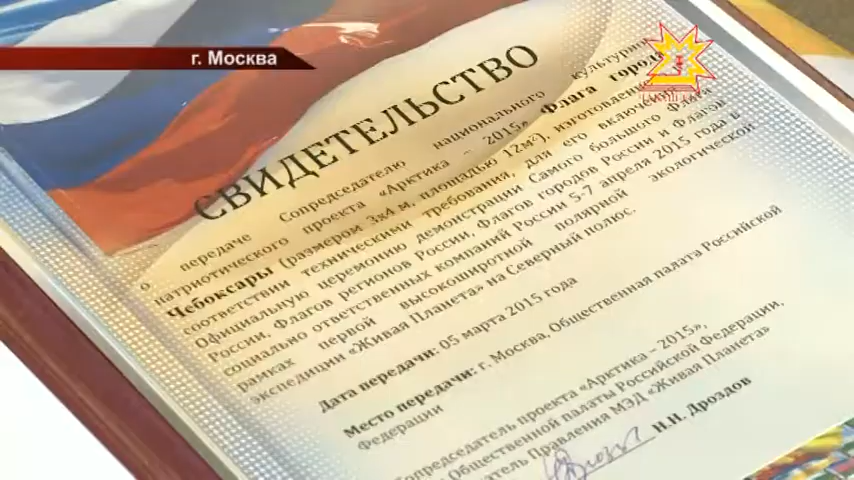 г. Москва
СВИДЕТЕЛЬСТВО
о передаче Сопредседателю национального культурно-
патриотического проекта «Арктика – 2015» Флага города
Чебоксары (размером 3х4 м, площадью 12м²), изготовленного в
соответствии техническими требования, для его включения в
Официальную церемонию демонстрации Самого большого Флага
России, Флагов регионов России, Флагов городов России и Флагов
социально ответственных компаний России 5-7 апреля 2015 года в
рамках первой высокоширотной полярной экологической
экспедиции «Живая Планета» на Северный полюс.
Дата передачи: 05 марта 2015 года
Место передачи: г. Москва, Общественная палата Российской
Федерации
Сопредседатель проекта «Арктика – 2015»,
Общественной палаты Российской Федерации,
Правления МЭД «Живая Планета»
Н.Н. Дроздов